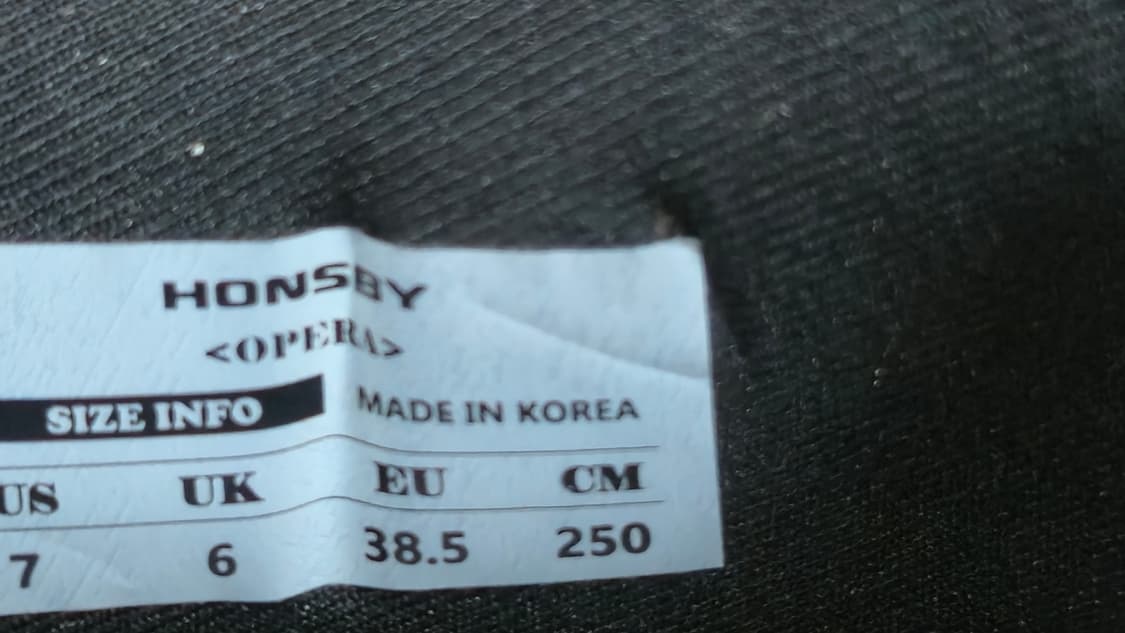 HONSBY
<OPERA>
SIZE INFO MADE IN KOREA
US UK EU CM
7 6 38.5 250